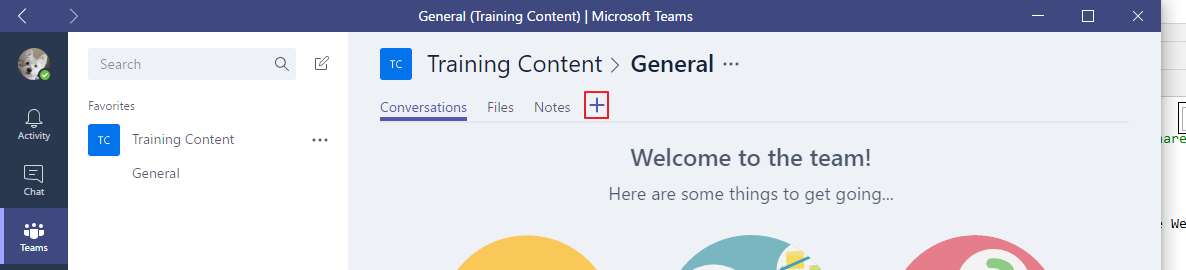 General (Training Content) | Microsoft Teams
Search
TC Training Content > General ...
Activity
Favorites
Conversations Files Notes +
TC Training Content ...
General
Chat
Teams
Welcome to the team!
Here are some things to get going...
hare
e We